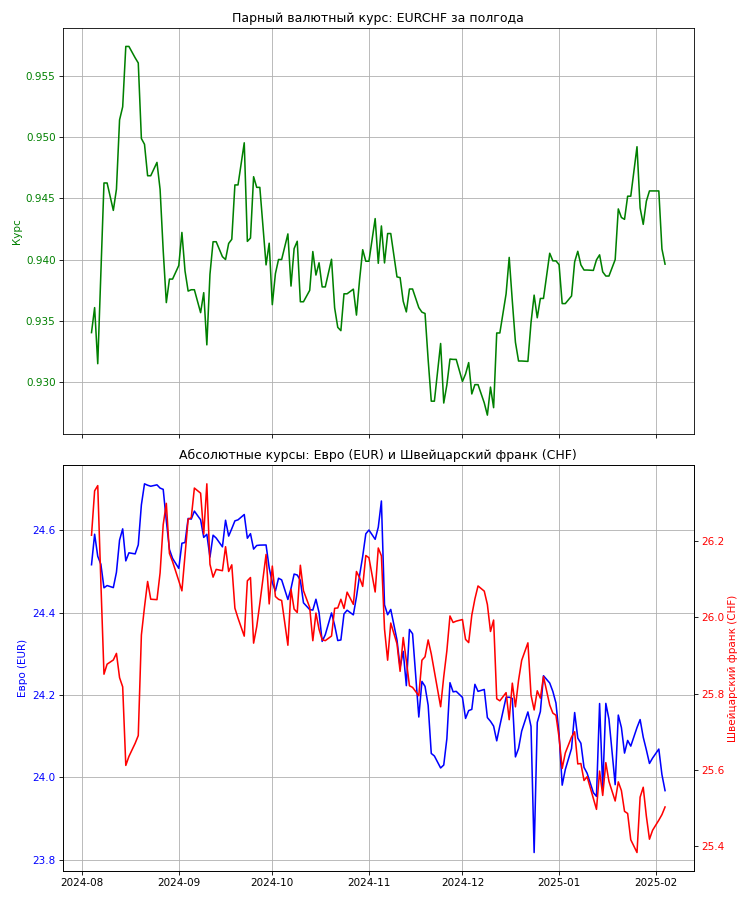 Парный валютный курс: EURCHF за полгода
0.955
0.950
0.945
0.940
0.935
0.930
Курс
Абсолютные курсы: Евро (EUR) и Швейцарский франк (CHF)
24.6
24.4
24.2
24.0
23.8
Евро (EUR)
26.2
26.0
25.8
25.6
25.4
Швейцарский франк (CHF)
2024-08 2024-09 2024-10 2024-11 2024-12 2025-01 2025-02